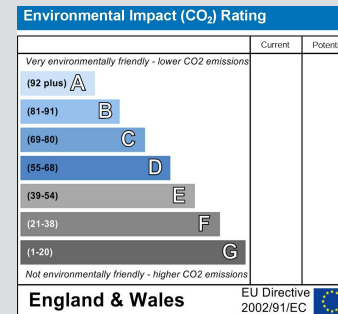 Environmental Impact (CO₂) Rating
Current Potent
Very environmentally friendly - lower CO2 emissions
(92 plus) A
(81-91) B
(69-80) C
(55-68) D
(39-54) E
(21-38) F
(1-20) G
Not environmentally friendly - higher CO2 emissions
England & Wales
EU Directive
2002/91/EC